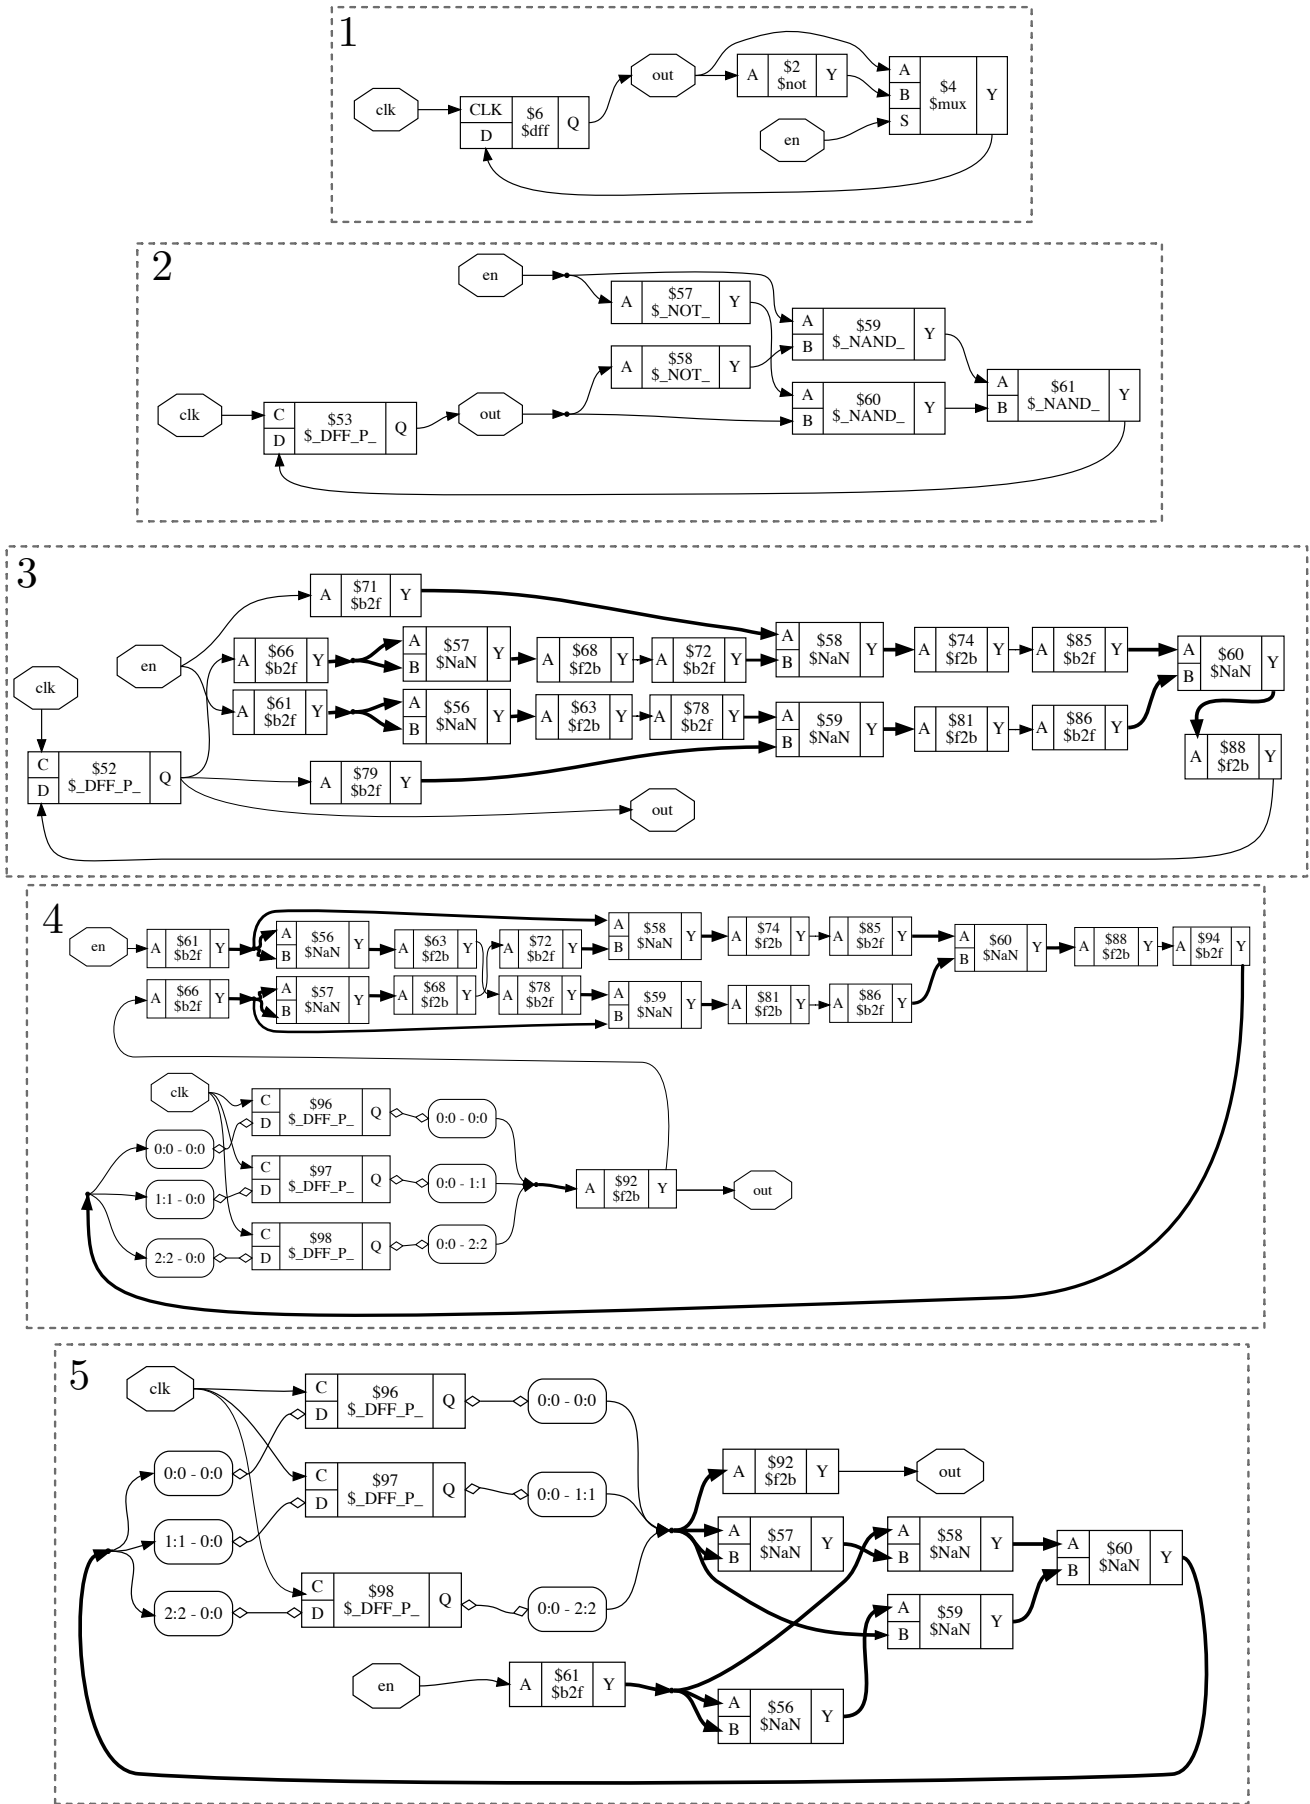 1
clk
CLK
D
$6
$dff
Q
out
A
$2
$not
Y
en
A
B
S
$4
$mux
Y
2
en
clk
C
D
$53
$_DFF_P_
Q
out
A
$57
$_NOT_
Y
A
$58
$_NOT_
Y
A
B
$59
$_NAND_
Y
A
B
$60
$_NAND_
Y
A
B
$61
$_NAND_
Y
3
clk
en
C
D
$52
$_DFF_P_
Q
A
$71
$b2f
Y
A
$66
$b2f
Y
A
$61
$b2f
Y
A
$79
$b2f
Y
A
B
$57
$NaN
Y
A
B
$56
$NaN
Y
A
$68
$f2b
Y
A
$63
$f2b
Y
A
$72
$b2f
Y
A
$78
$b2f
Y
out
A
B
$58
$NaN
Y
A
B
$59
$NaN
Y
A
$74
$f2b
Y
A
$81
$f2b
Y
A
$85
$b2f
Y
A
$86
$b2f
Y
A
B
$60
$NaN
Y
A
$88
$f2b
Y
4
en
A
$61
$b2f
Y
A
$66
$b2f
Y
A
B
$56
$NaN
Y
A
B
$57
$NaN
Y
A
$63
$f2b
Y
A
$68
$f2b
Y
A
$72
$b2f
Y
A
$78
$b2f
Y
A
B
$58
$NaN
Y
A
B
$59
$NaN
Y
A
$74
$f2b
Y
A
$81
$f2b
Y
A
$85
$b2f
Y
A
$86
$b2f
Y
A
B
$60
$NaN
Y
A
$88
$f2b
Y
A
$94
$b2f
Y
clk
0:0 - 0:0
1:1 - 0:0
2:2 - 0:0
C
D
$96
$_DFF_P_
Q
C
D
$97
$_DFF_P_
Q
C
D
$98
$_DFF_P_
Q
0:0 - 0:0
0:0 - 1:1
0:0 - 2:2
A
$92
$f2b
Y
out
5
clk
0:0 - 0:0
1:1 - 0:0
2:2 - 0:0
C
D
$96
$_DFF_P_
Q
C
D
$97
$_DFF_P_
Q
C
D
$98
$_DFF_P_
Q
0:0 - 0:0
0:0 - 1:1
0:0 - 2:2
en
A
$61
$b2f
Y
A
$92
$f2b
Y
out
A
B
$57
$NaN
Y
A
B
$56
$NaN
Y
A
B
$58
$NaN
Y
A
B
$59
$NaN
Y
A
B
$60
$NaN
Y